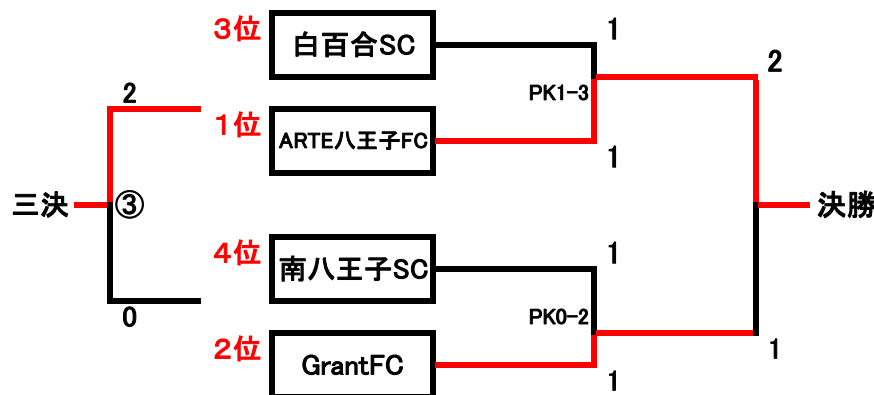 3位
白百合SC
1
2
PK1-3
2
1位
ARTE八王子FC
1
三決
③
決勝
4位
南八王子SC
1
0
PK0-2
1
2位
GrantFC
1